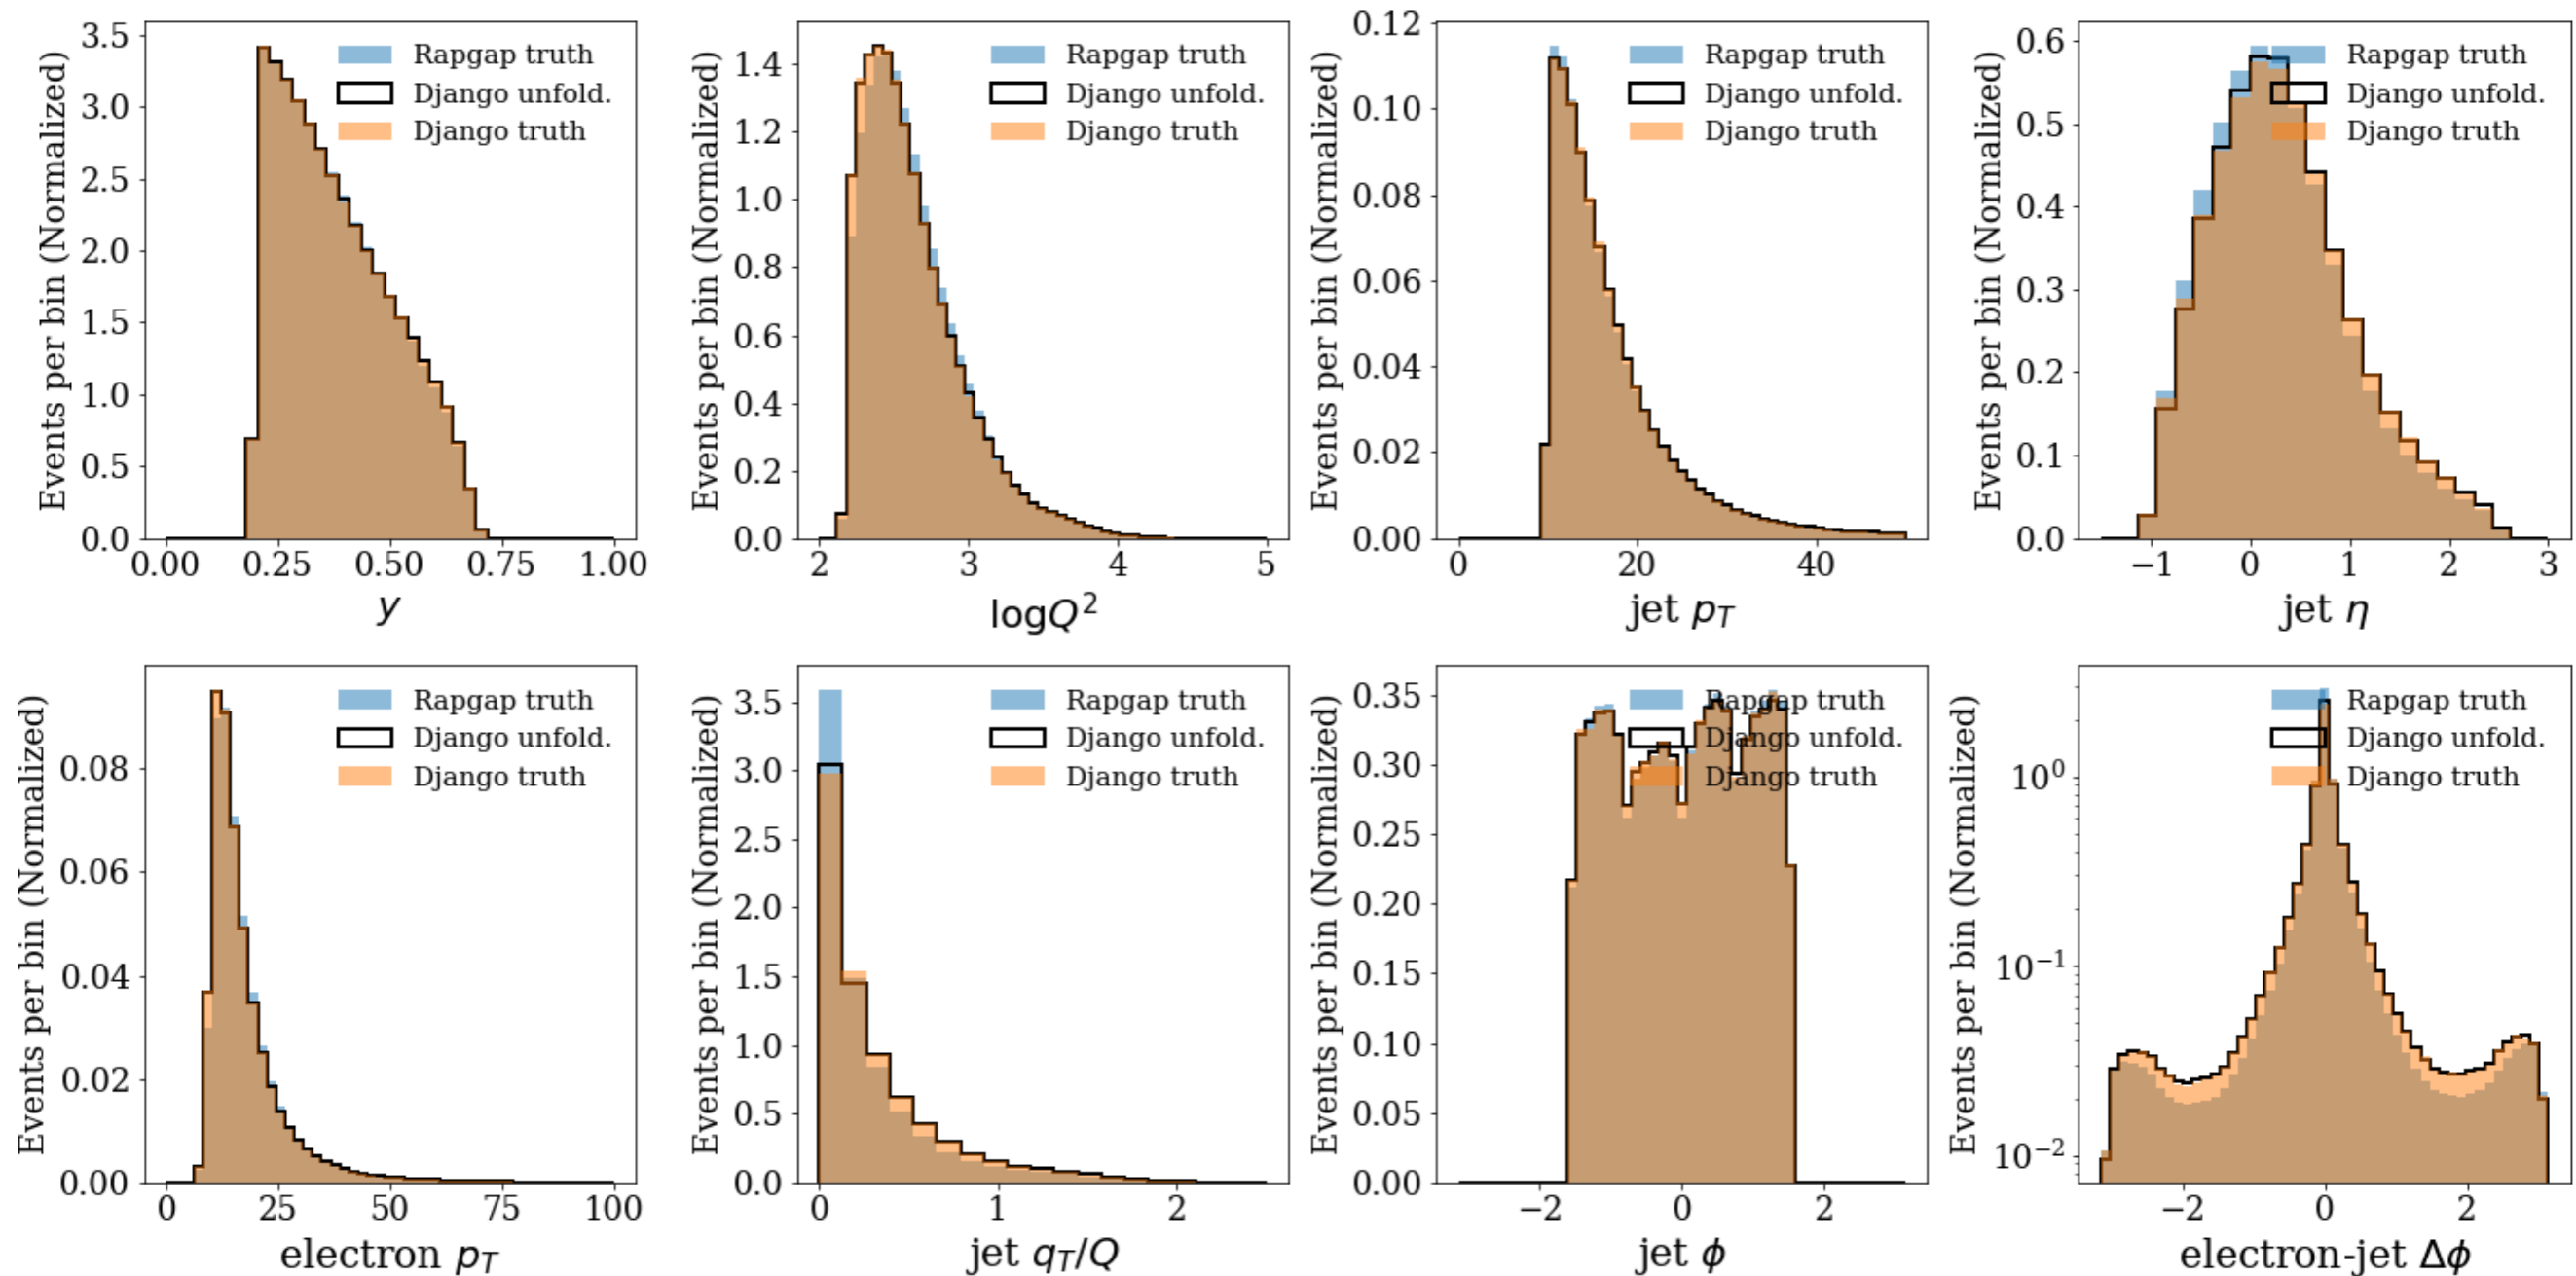 Events per bin (Normalized)
3.5
3.0
2.5
2.0
1.5
1.0
0.5
0.0
Rapgap truth
Django unfold.
Django truth
0.00 0.25 0.50 0.75 1.00
y
Events per bin (Normalized)
1.4
1.2
1.0
0.8
0.6
0.4
0.2
0.0
Rapgap truth
Django unfold.
Django truth
2 3 4 5
logQ²
Events per bin (Normalized)
0.12
0.10
0.08
0.06
0.04
0.02
0.00
Rapgap truth
Django unfold.
Django truth
0 20 40
jet p_T
Events per bin (Normalized)
0.6
0.5
0.4
0.3
0.2
0.1
0.0
Rapgap truth
Django unfold.
Django truth
−1 0 1 2 3
jet η
Events per bin (Normalized)
0.08
0.06
0.04
0.02
0.00
Rapgap truth
Django unfold.
Django truth
0 25 50 75 100
electron p_T
Events per bin (Normalized)
3.5
3.0
2.5
2.0
1.5
1.0
0.5
0.0
Rapgap truth
Django unfold.
Django truth
0 1 2
jet q_T/Q
Events per bin (Normalized)
0.35
0.30
0.25
0.20
0.15
0.10
0.05
0.00
Rapgap truth
Django unfold.
Django truth
−2 0 2
jet ϕ
Events per bin (Normalized)
10⁰
10⁻¹
10⁻²
Rapgap truth
Django unfold.
Django truth
−2 0 2
electron-jet Δϕ